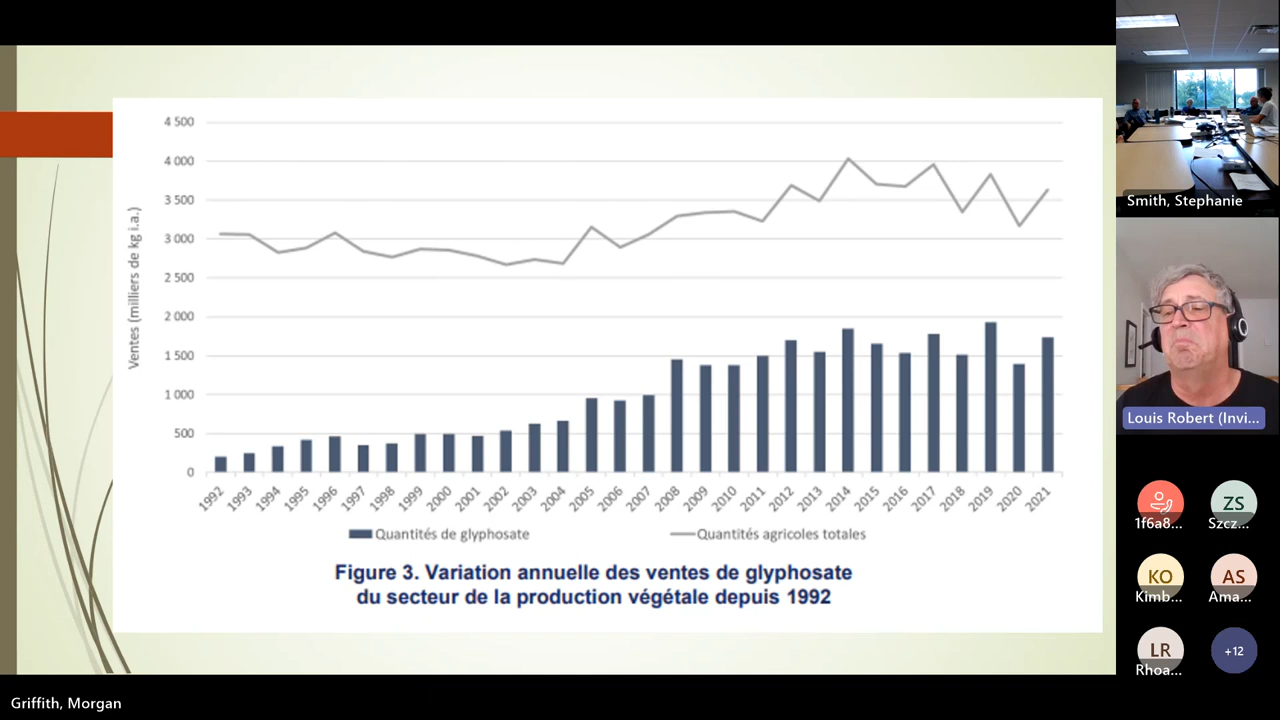 4 500
4 000
3 500
3 000
2 500
2 000
1 500
1 000
500
0
Ventes (milliers de kg i.a.)
1992 1993 1994 1995 1996 1997 1998 1999 2000 2001 2002 2003 2004 2005 2006 2007 2008 2009 2010 2011 2012 2013 2014 2015 2016 2017 2018 2019 2020 2021
Quantités de glyphosate Quantités agricoles totales
Figure 3. Variation annuelle des ventes de glyphosate
du secteur de la production végétale depuis 1992
Smith, Stephanie
Louis Robert (Invi...
ZS
1f6a8... Szcz...
KO AS
Kimb... Ama...
LR +12
Rhoa...
Griffith, Morgan